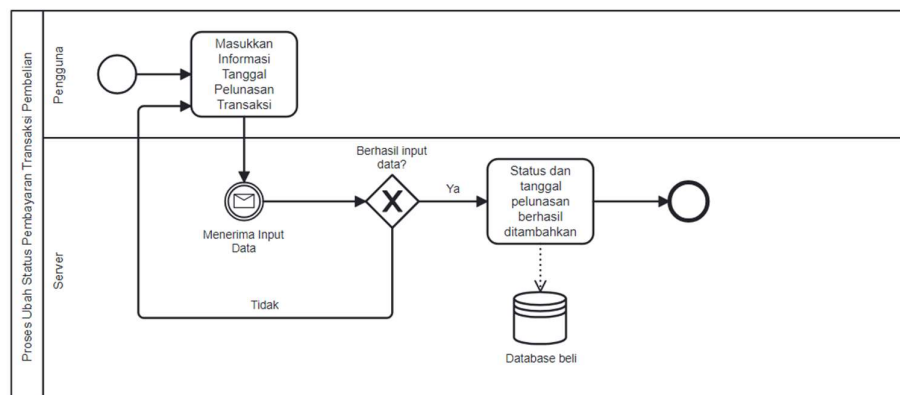 Proses Ubah Status Pembayaran Transaksi Pembelian
Pengguna
Masukkan
Informasi
Tanggal
Pelunasan
Transaksi
Server
Menerima Input
Data
Berhasil input
data?
Ya
Tidak
Status dan
tanggal
pelunasan
berhasil
ditambahkan
Database beli